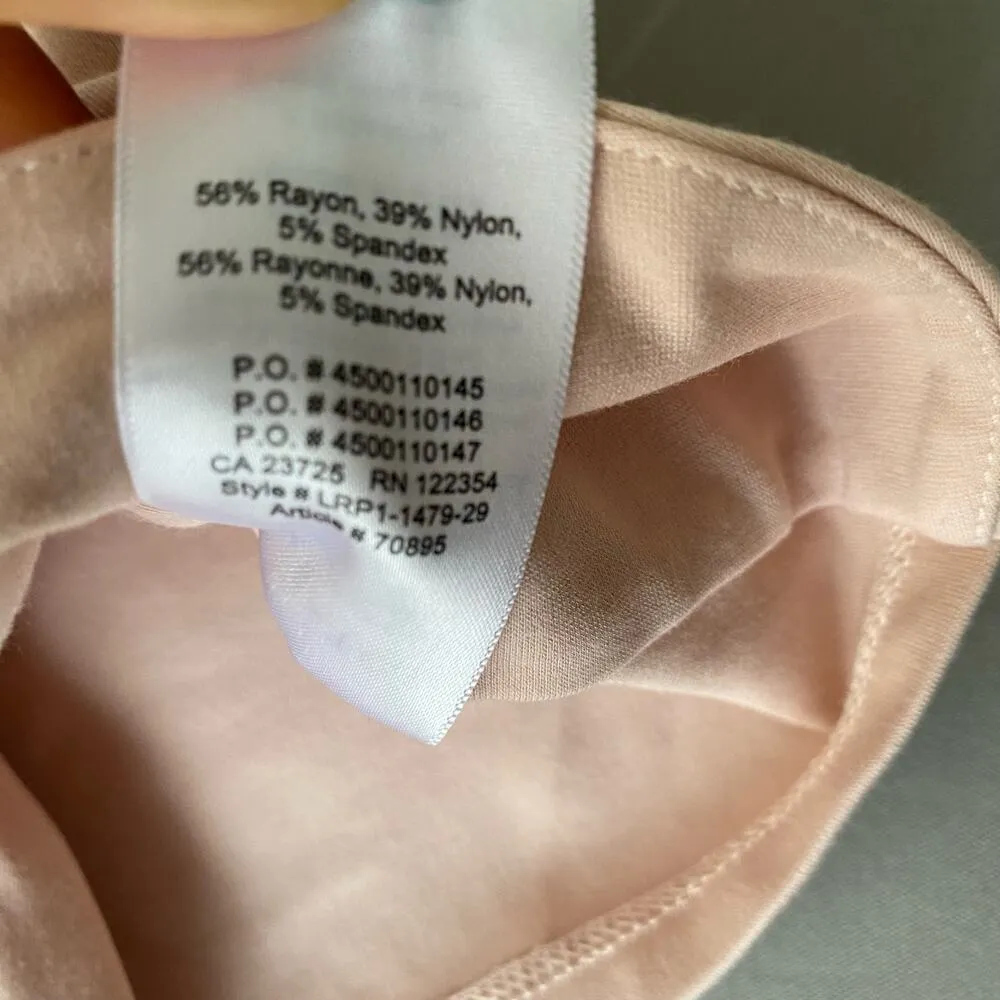 56% Rayon, 39% Nylon,
5% Spandex
56% Rayonne, 39% Nylon,
5% Spandex
P.O. # 4500110145
P.O. # 4500110146
P.O. # 4500110147
CA 23725 RN 122354
Style # LRP1-1479-29
Article # 70895